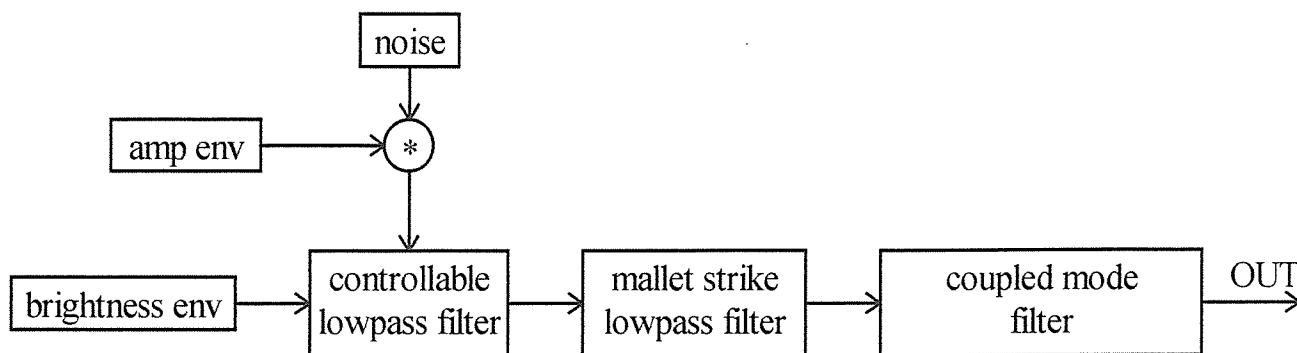 noise
amp env
*
brightness env
controllable
lowpass filter
mallet strike
lowpass filter
coupled mode
filter
OUT